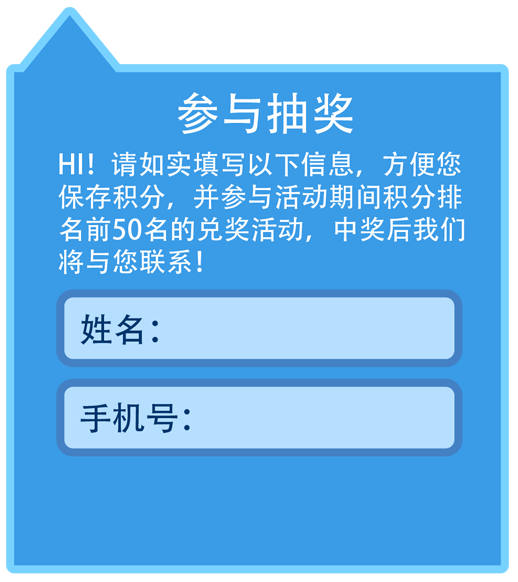 参与抽奖
HI！请如实填写以下信息，方便您
保存积分，并参与活动期间积分排
名前50名的兑奖活动，中奖后我们
将与您联系！
姓名：
手机号：